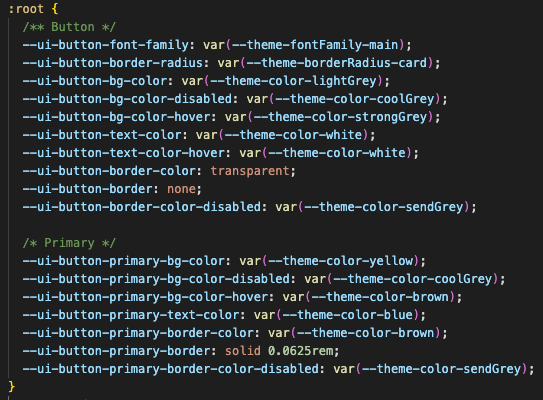 :root {
/** Button */
--ui-button-font-family: var(--theme-fontFamily-main);
--ui-button-border-radius: var(--theme-borderRadius-card);
--ui-button-bg-color: var(--theme-color-lightGrey);
--ui-button-bg-color-disabled: var(--theme-color-coolGrey);
--ui-button-bg-color-hover: var(--theme-color-strongGrey);
--ui-button-text-color: var(--theme-color-white);
--ui-button-text-color-hover: var(--theme-color-white);
--ui-button-border-color: transparent;
--ui-button-border: none;
--ui-button-border-color-disabled: var(--theme-color-sendGrey);
/* Primary */
--ui-button-primary-bg-color: var(--theme-color-yellow);
--ui-button-primary-bg-color-disabled: var(--theme-color-coolGrey);
--ui-button-primary-bg-color-hover: var(--theme-color-brown);
--ui-button-primary-text-color: var(--theme-color-blue);
--ui-button-primary-border-color: var(--theme-color-brown);
--ui-button-primary-border: solid 0.0625rem;
--ui-button-primary-border-color-disabled: var(--theme-color-sendGrey);
}